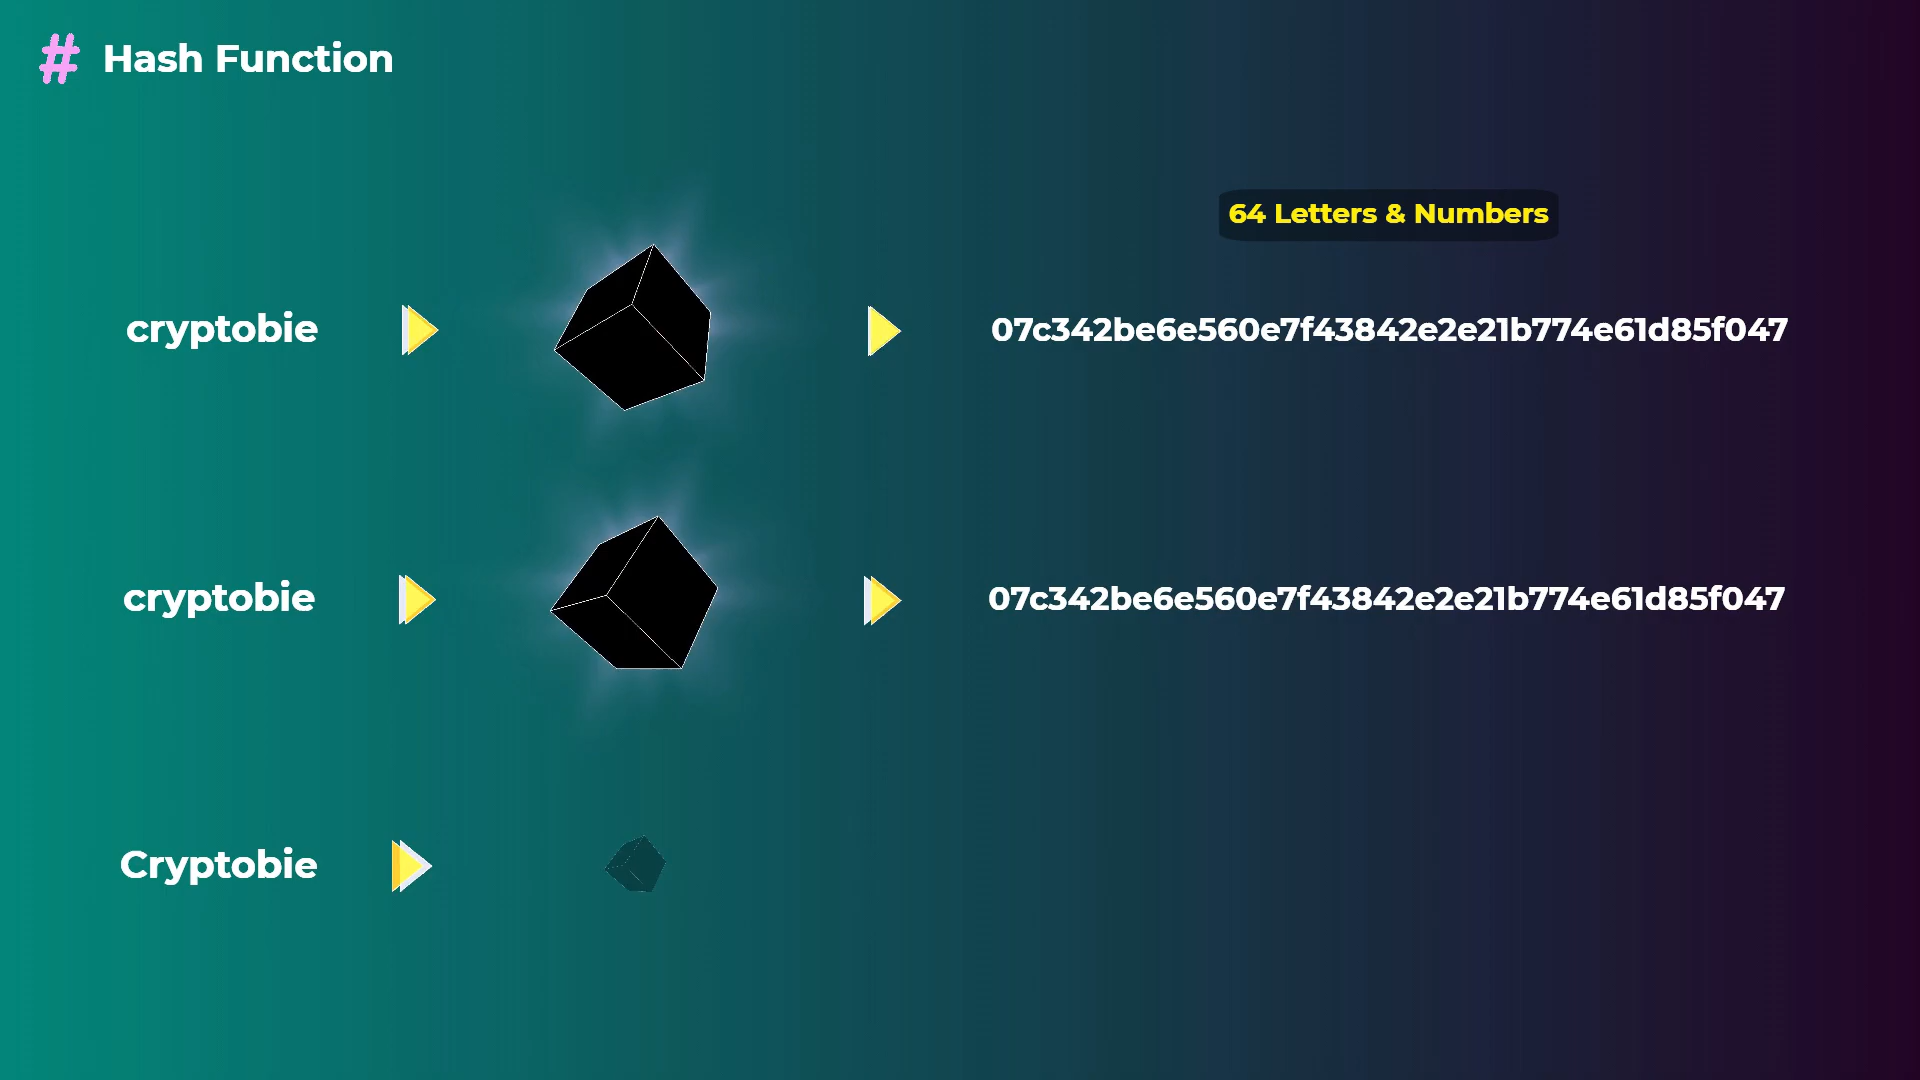 # Hash Function
64 Letters & Numbers
cryptobie
07c342be6e560e7f43842e2e21b774e61d85f047
cryptobie
07c342be6e560e7f43842e2e21b774e61d85f047
Cryptobie